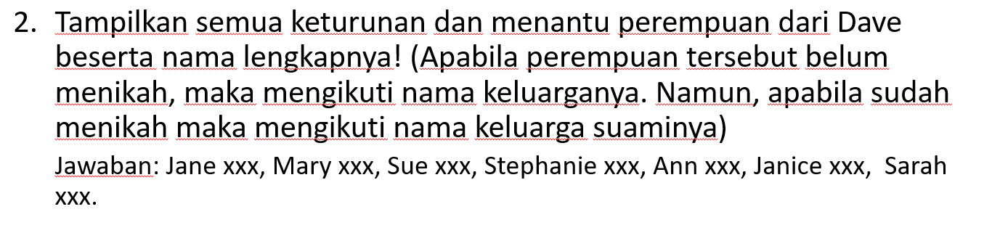 2. Tampilkan semua keturunan dan menantu perempuan dari Dave
beserta nama lengkapnya! (Apabila perempuan tersebut belum
menikah, maka mengikuti nama keluarganya. Namun, apabila sudah
menikah maka mengikuti nama keluarga suaminya)
Jawaban: Jane xxx, Mary xxx, Sue xxx, Stephanie xxx, Ann xxx, Janice xxx, Sarah
xxx.